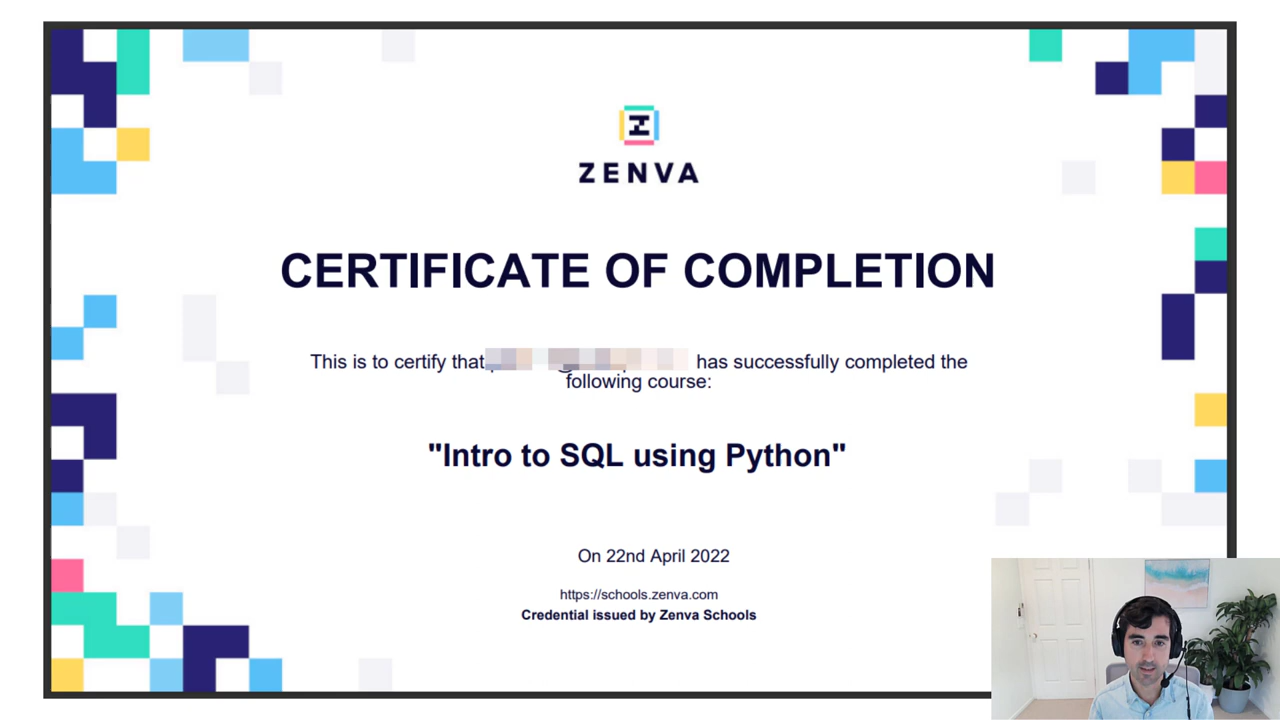 ZENVA
CERTIFICATE OF COMPLETION
This is to certify that has successfully completed the
following course:
"Intro to SQL using Python"
On 22nd April 2022
https://schools.zenva.com
Credential issued by Zenva Schools